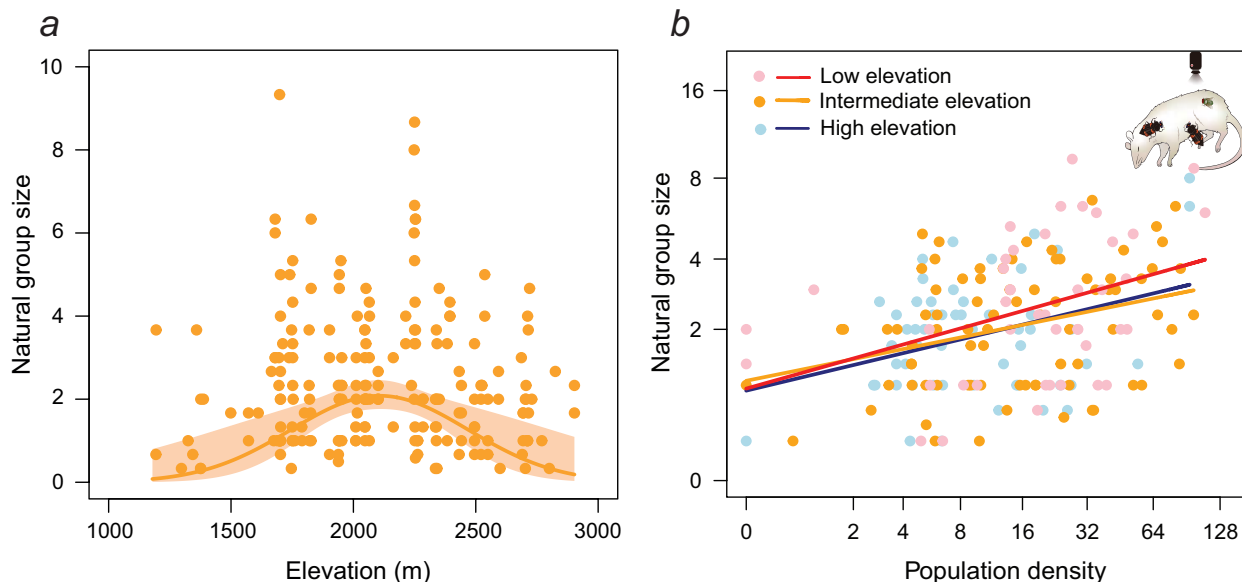 a
Natural group size
10
8
6
4
2
0
1000 1500 2000 2500 3000
Elevation (m)
b
Natural group size
16
8
4
2
0
Low elevation
Intermediate elevation
High elevation
0 2 4 8 16 32 64 128
Population density